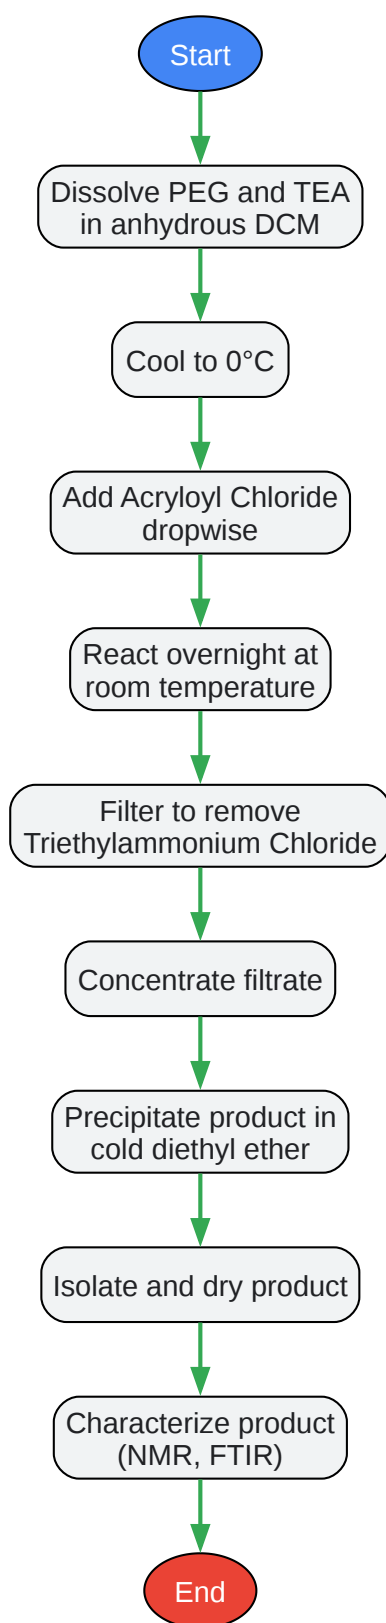 Start
Dissolve PEG and TEA
in anhydrous DCM
Cool to 0°C
Add Acryloyl Chloride
dropwise
React overnight at
room temperature
Filter to remove
Triethylammonium Chloride
Concentrate filtrate
Precipitate product in
cold diethyl ether
Isolate and dry product
Characterize product
(NMR, FTIR)
End